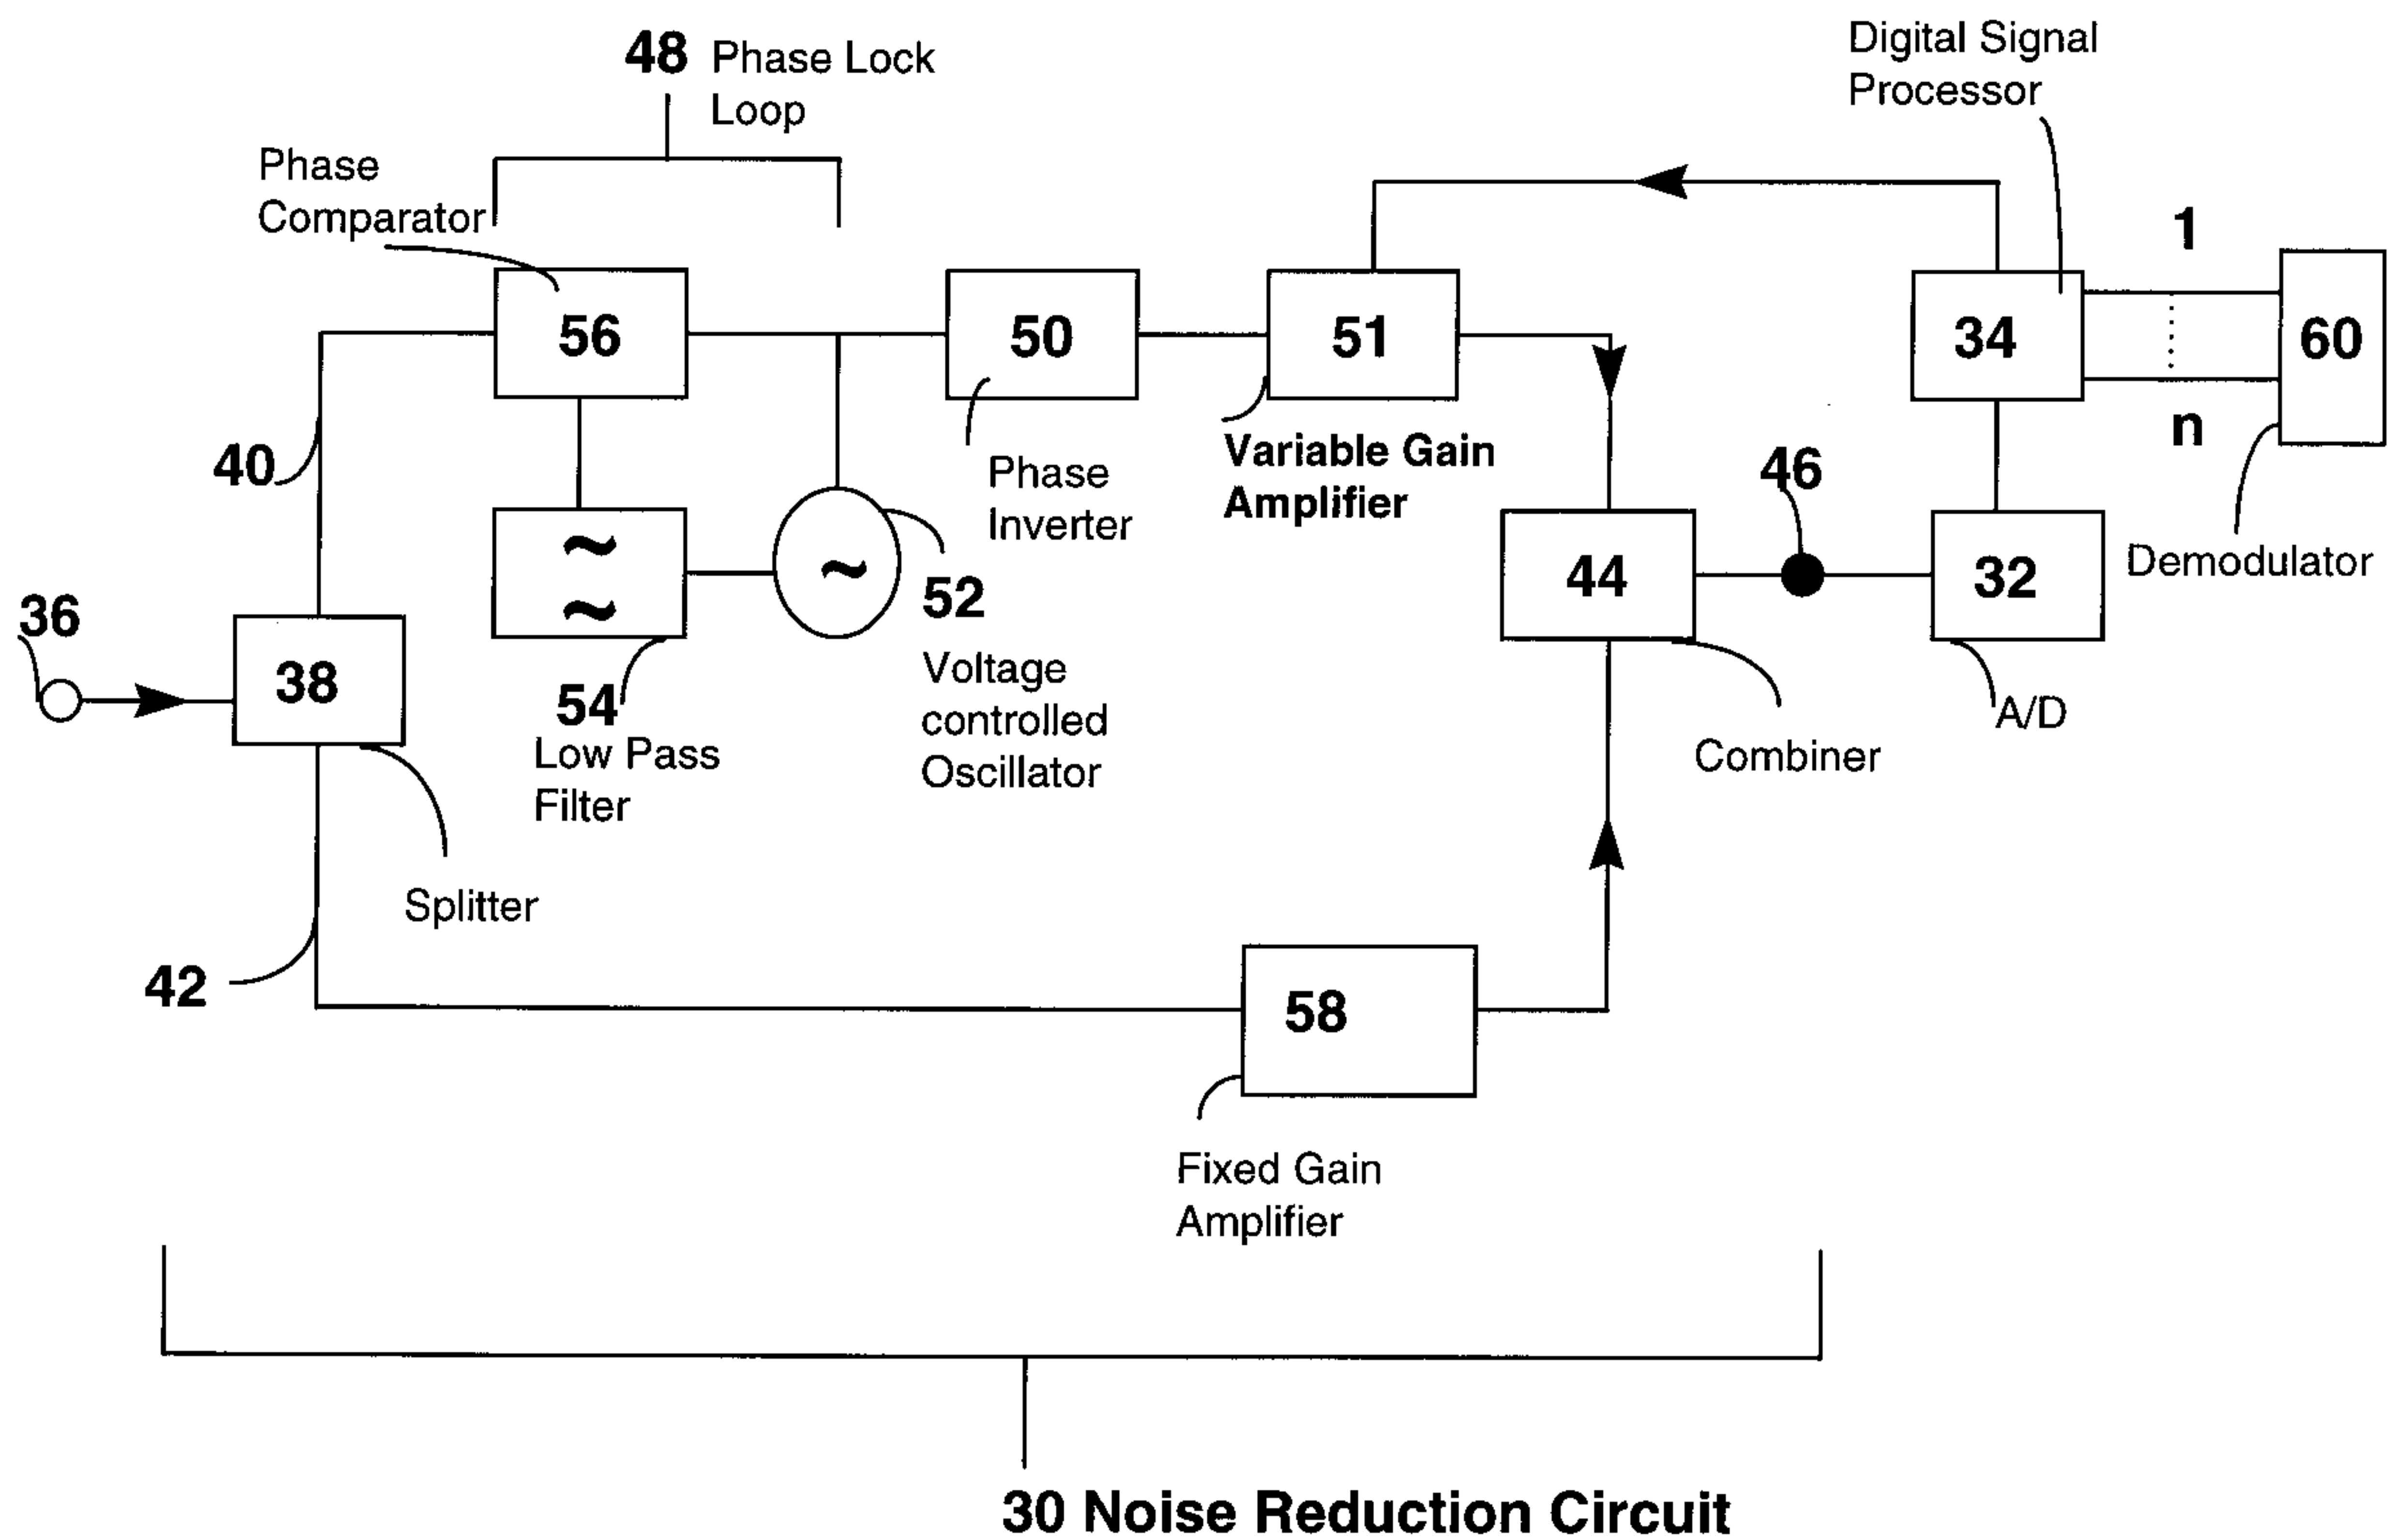 48 Phase Lock
Loop
Digital Signal
Processor
Phase
Comparator
1
56
50
51
34
60
n
40
Variable Gain
Amplifier
46
Phase
Inverter
~
~
~
44
32
Demodulator
36
52
38
54
Low Pass
Filter
Voltage
controlled
Oscillator
A/D
Combiner
Splitter
42
58
Fixed Gain
Amplifier
30 Noise Reduction Circuit